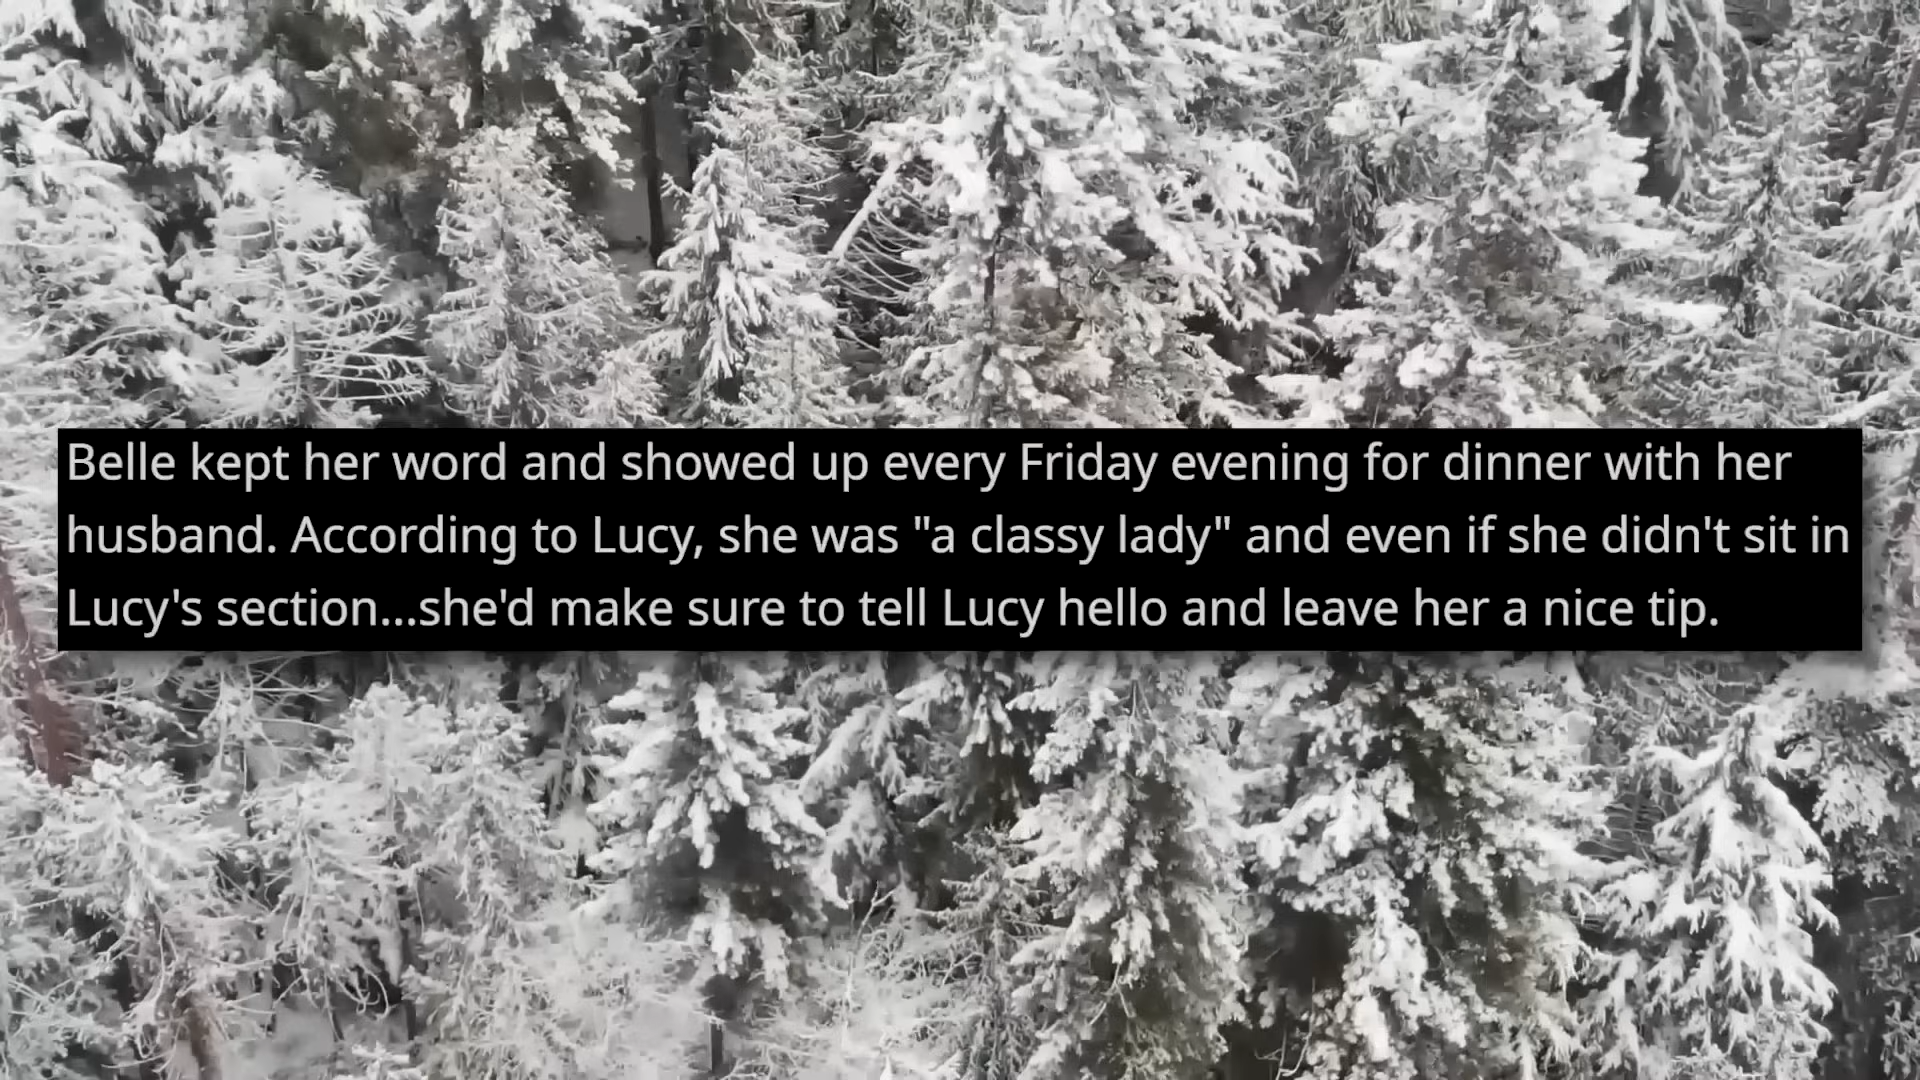 Belle kept her word and showed up every Friday evening for dinner with her
husband. According to Lucy, she was "a classy lady" and even if she didn't sit in
Lucy's section...she'd make sure to tell Lucy hello and leave her a nice tip.